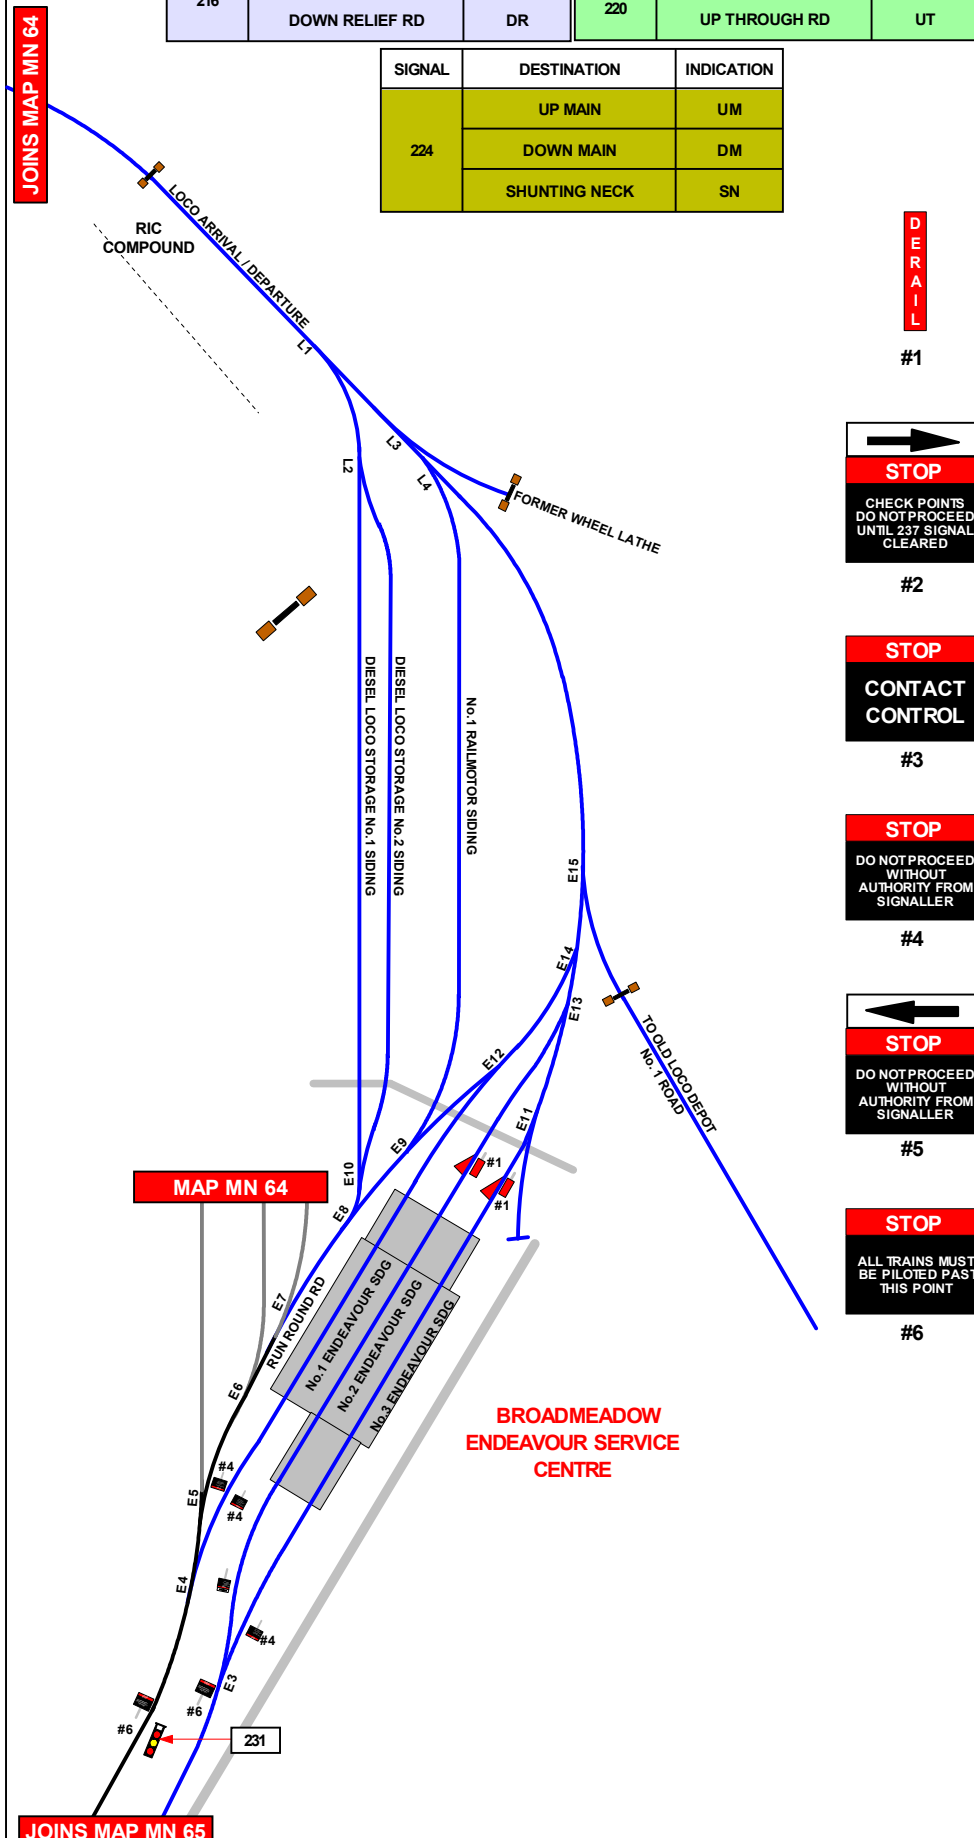 216
DOWN RELIEF RD
DR
220
UP THROUGH RD
UT
JOINS MAP MN 64
SIGNAL
DESTINATION
INDICATION
224
UP MAIN
UM
DOWN MAIN
DM
SHUNTING NECK
SN
RIC
COMPOUND
LOCO ARRIVAL / DEPARTURE
L1
L2
L3
L4
FORMER WHEEL LATHE
DERAIL
#1
STOP
CHECK POINTS
DO NOT PROCEED
UNTIL 237 SIGNAL
CLEARED
#2
STOP
CONTACT
CONTROL
#3
STOP
DO NOT PROCEED
WITHOUT
AUTHORITY FROM
SIGNALLER
#4
STOP
DO NOT PROCEED
WITHOUT
AUTHORITY FROM
SIGNALLER
#5
STOP
ALL TRAINS MUST
BE PILOTED PAST
THIS POINT
#6
DIESEL LOCO STORAGE No.1 SIDING
DIESEL LOCO STORAGE No.2 SIDING
No.1 RAILMOTOR SIDING
E15
E14
E13
E12
E11
TO OLD LOCO DEPOT
No. 1 ROAD
E9
E10
E8
#1
#1
MAP MN 64
E7
RUN ROUND RD
No.1 ENDEAVOUR SDG
No.2 ENDEAVOUR SDG
No.3 ENDEAVOUR SDG
E6
BROADMEADOW
ENDEAVOUR SERVICE
CENTRE
#4
E5
#4
E4
#4
E3
#6
#6
231
JOINS MAP MN 65